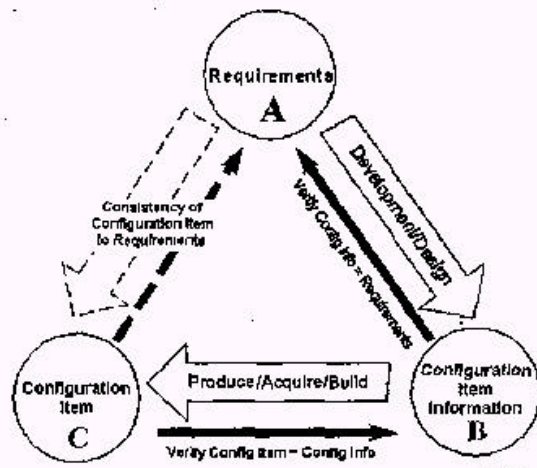 Requirements
A
Development/Design
Verify Config Info = Requirements
Consistency of
Configuration Item
to Requirements
Configuration
Item
C
Produce/Acquire/Build
Configuration
Item
Information
B
Verify Config Item = Config Info